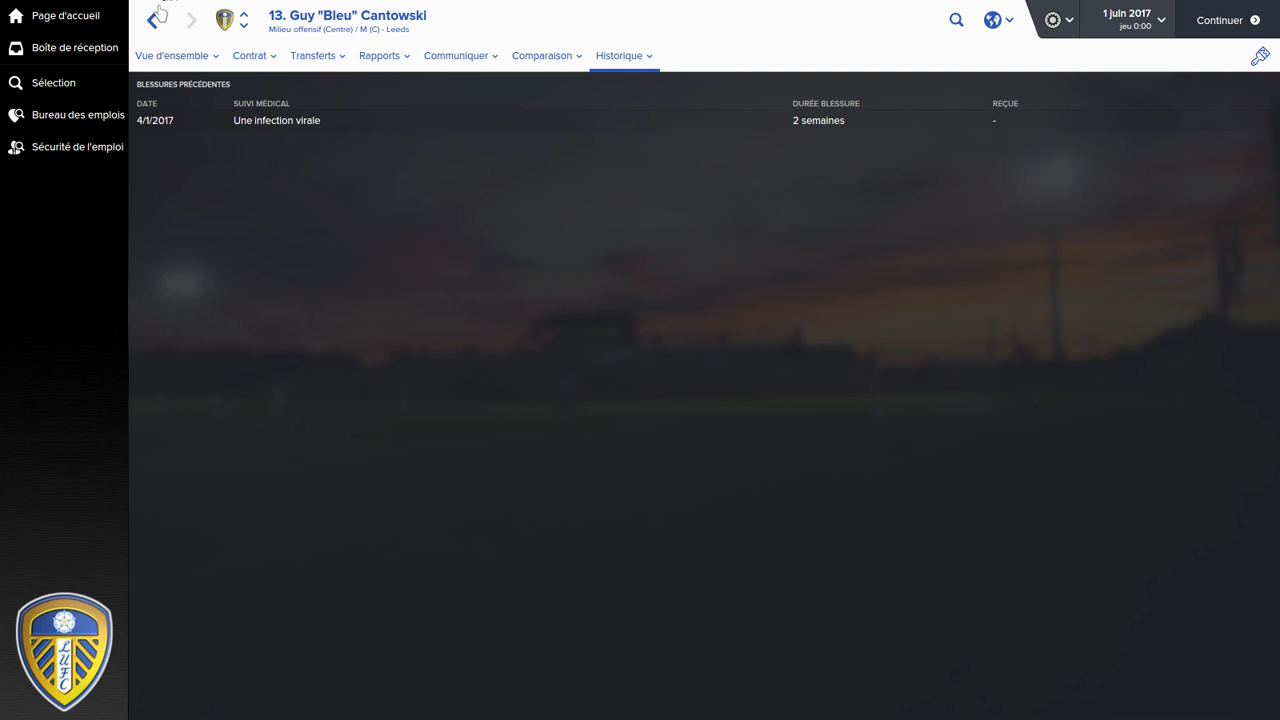 Page d'accueil
Boîte de réception
Sélection
Bureau des emplois
Sécurité de l'emploi
13. Guy "Bleu" Cantowski
Milieu offensif (Centre) / M (C) - Leeds
1 juin 2017
jeu 0:00
Continuer
Vue d'ensemble Contrat Transferts Rapports Communiquer Comparaison Historique
BLESSURES PRÉCÉDENTES
DATE SUIVI MÉDICAL DURÉE BLESSURE REÇUE
4/1/2017 Une infection virale 2 semaines -
LUFC